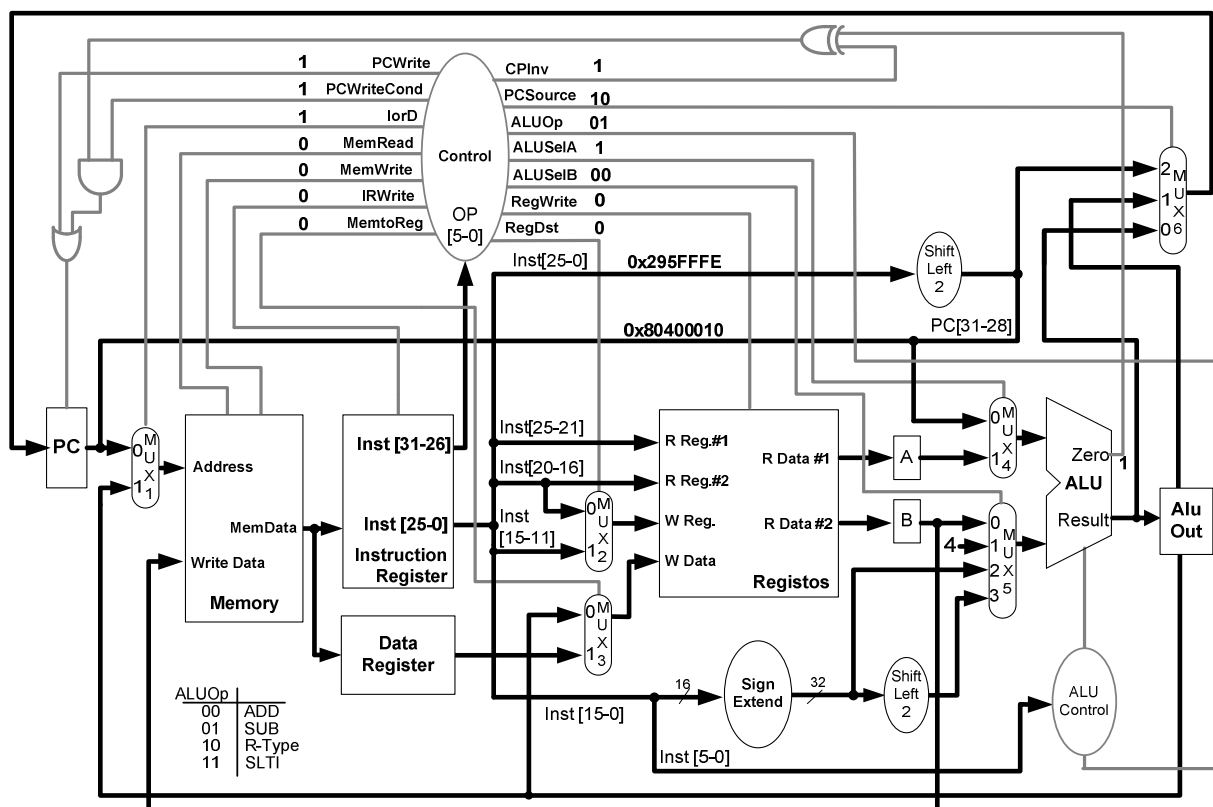 1 PCWrite
1 PCWriteCond
1 IorD
0 MemRead
0 MemWrite
0 IRWrite
0 MemtoReg
Control
OP
[5-0]
CPInv 1
PCSource 10
ALUOp 01
ALUSelA 1
ALUSelB 00
RegWrite 0
RegDst 0
Inst[25-0]
0x295FFFE
Shift
Left
2
PC[31-28]
0x80400010
2
1
0
M
U
X
6
PC
0
1
M
U
X
1
Address
MemData
Write Data
Memory
Inst [31-26]
Inst [25-0]
Instruction
Register
Data
Register
Inst[25-21]
Inst[20-16]
Inst
[15-11]
0
1
M
U
X
2
0
1
M
U
X
3
R Reg.#1
R Reg.#2
W Reg.
W Data
R Data #1
R Data #2
Registos
A
B
0
1
M
U
X
4
4
0
1
2
3
M
U
X
5
Zero
1
ALU
Result
Alu
Out
16
Sign
Extend
32
Shift
Left
2
ALU
Control
Inst [15-0]
Inst [5-0]
ALUOp
00 ADD
01 SUB
10 R-Type
11 SLTI